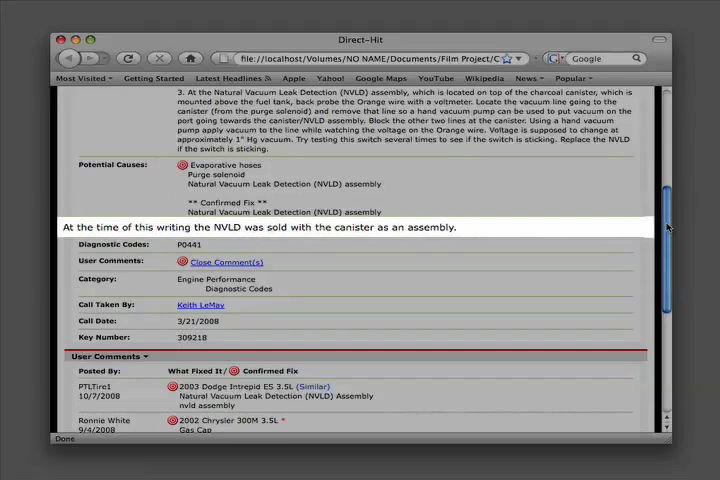 Direct-Hit
file://localhost/Volumes/NO NAME/Documents/Film Project/C
Google
Most Visited
Getting Started
Latest Headlines
Apple
Yahoo!
Google Maps
YouTube
Wikipedia
News
Popular
3. At the Natural Vacuum Leak Detection (NVLD) assembly, which is located on top of the charcoal canister, which is
mounted above the fuel tank, back probe the Orange wire with a voltmeter. Locate the vacuum line going to the
canister (from the purge solenoid) and remove that line so a hand vacuum pump can be used to put vacuum on the
port going towards the canister/NVLD assembly. Block the other two lines at the canister. Using a hand vacuum
pump apply vacuum to the line while watching the voltage on the Orange wire. Voltage is supposed to change at
approximately 1" Hg vacuum. Try testing this switch several times to see if the switch is sticking. Replace the NVLD
if the switch is sticking.
Potential Causes:
Evaporative hoses
Purge solenoid
Natural Vacuum Leak Detection (NVLD) assembly
** Confirmed Fix **
Natural Vacuum Leak Detection (NVLD) assembly
At the time of this writing the NVLD was sold with the canister as an assembly.
Diagnostic Codes: P0441
User Comments: Close Comment(s)
Category: Engine Performance
Diagnostic Codes
Call Taken By: Keith LeMay
Call Date: 3/21/2008
Key Number: 309218
User Comments
Posted By: What Fixed It / Confirmed Fix
PTLTire1 2003 Dodge Intrepid ES 3.5L (Similar)
10/7/2008 Natural Vacuum Leak Detection (NVLD) Assembly
nvld assembly
Ronnie White 2002 Chrysler 300M 3.5L *
9/4/2008 Gas Cap
Done